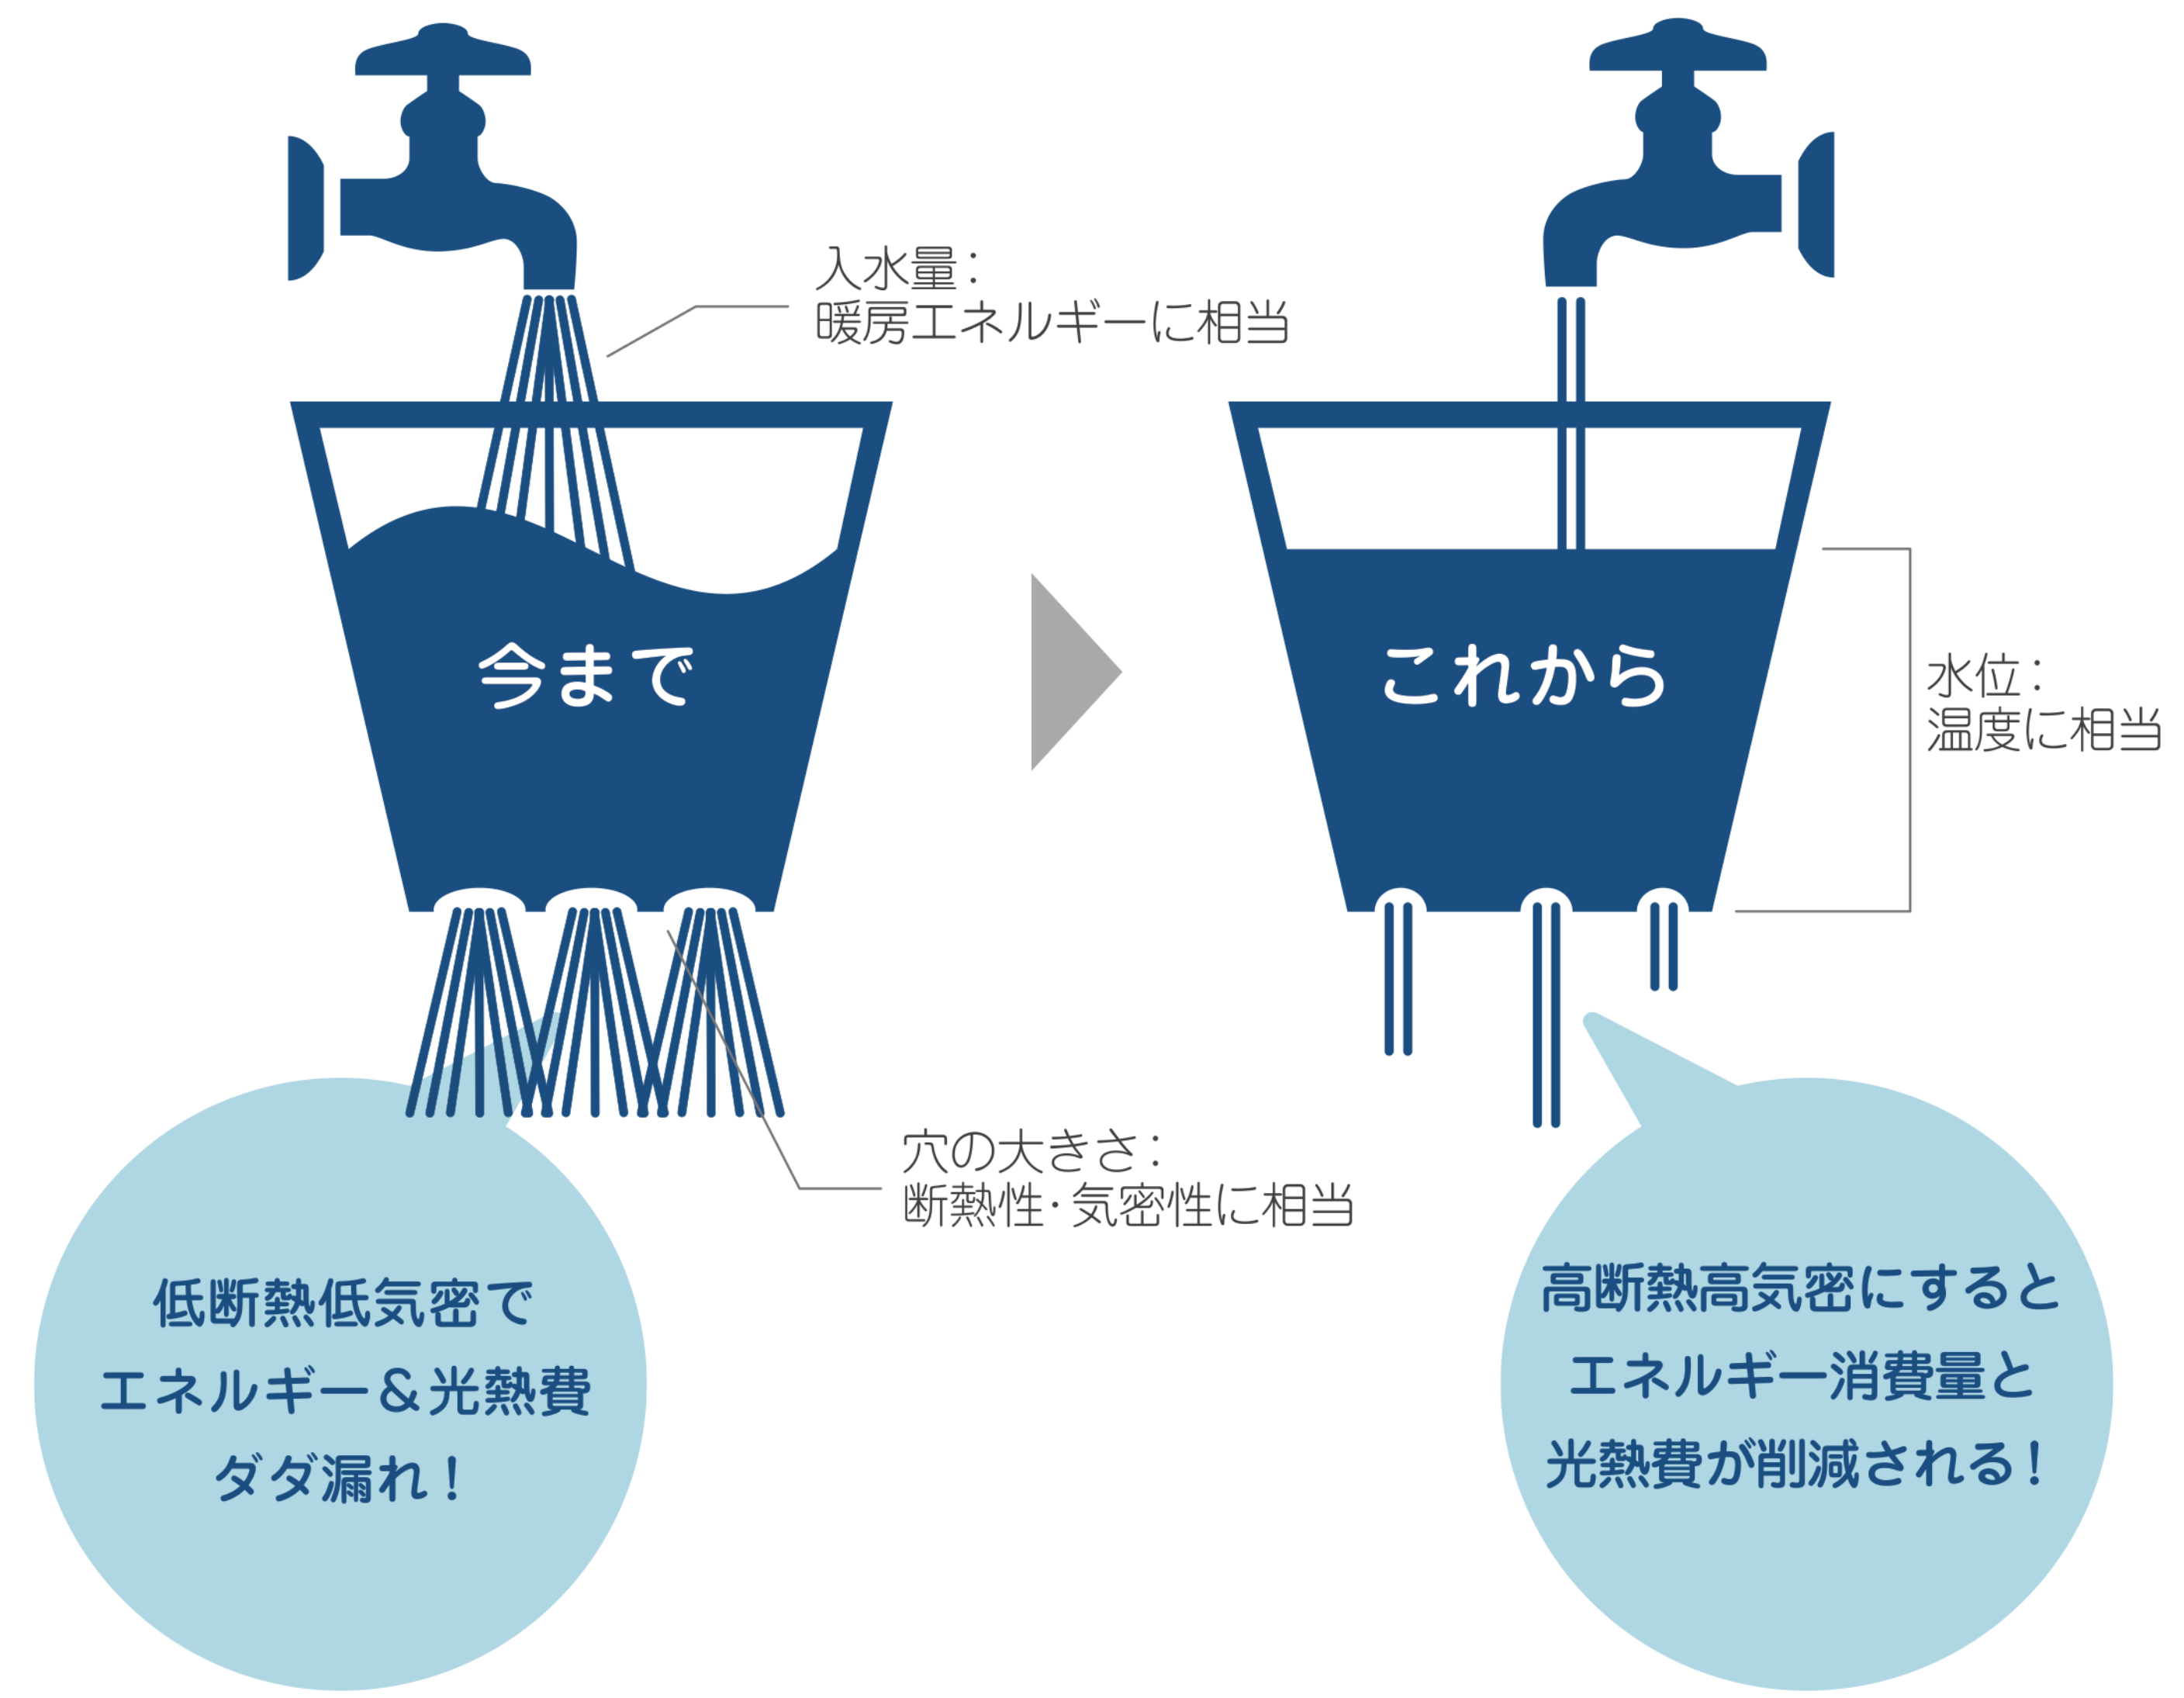 入水量：
暖房エネルギーに相当
今まで
これから
水位：
温度に相当
穴の大きさ：
断熱性・気密性に相当
低断熱低気密で
エネルギー＆光熱費
ダダ漏れ！
高断熱高気密にすると
エネルギー消費量と
光熱費が削減される！